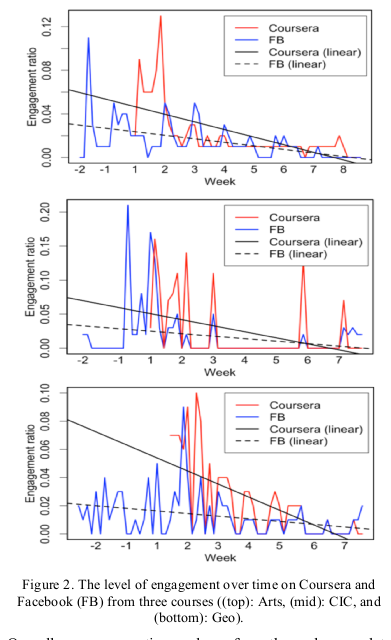 Engagement ratio
0.00 0.04 0.08 0.12
Coursera
FB
Coursera (linear)
FB (linear)
-2 -1 0 1 2 3 4 5 6 7 8
Week
Engagement ratio
0.00 0.05 0.10 0.15 0.20
Coursera
FB
Coursera (linear)
FB (linear)
-2 -1 0 1 2 3 4 5 6 7
Week
Engagement ratio
0.00 0.02 0.04 0.06 0.08 0.10
Coursera
FB
Coursera (linear)
FB (linear)
-2 -1 0 1 2 3 4 5 6 7
Week
Figure 2. The level of engagement over time on Coursera and
Facebook (FB) from three courses ((top): Arts, (mid): CIC, and
(bottom): Geo).